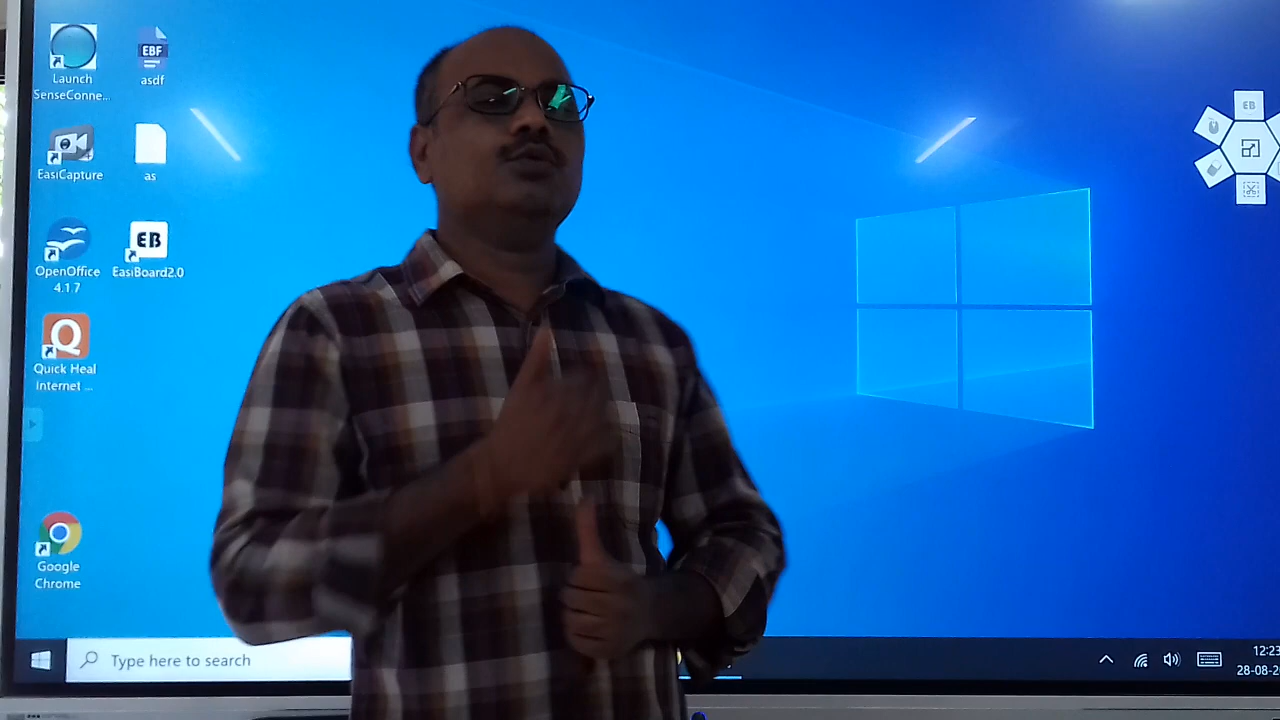 Launch
SenseConne...
EBF
asdf
EasiCapture
as
OpenOffice
4.1.7
EB
EasiBoard2.0
Quick Heal
Internet ...
Google
Chrome
EB
Type here to search
12:23
28-08-2